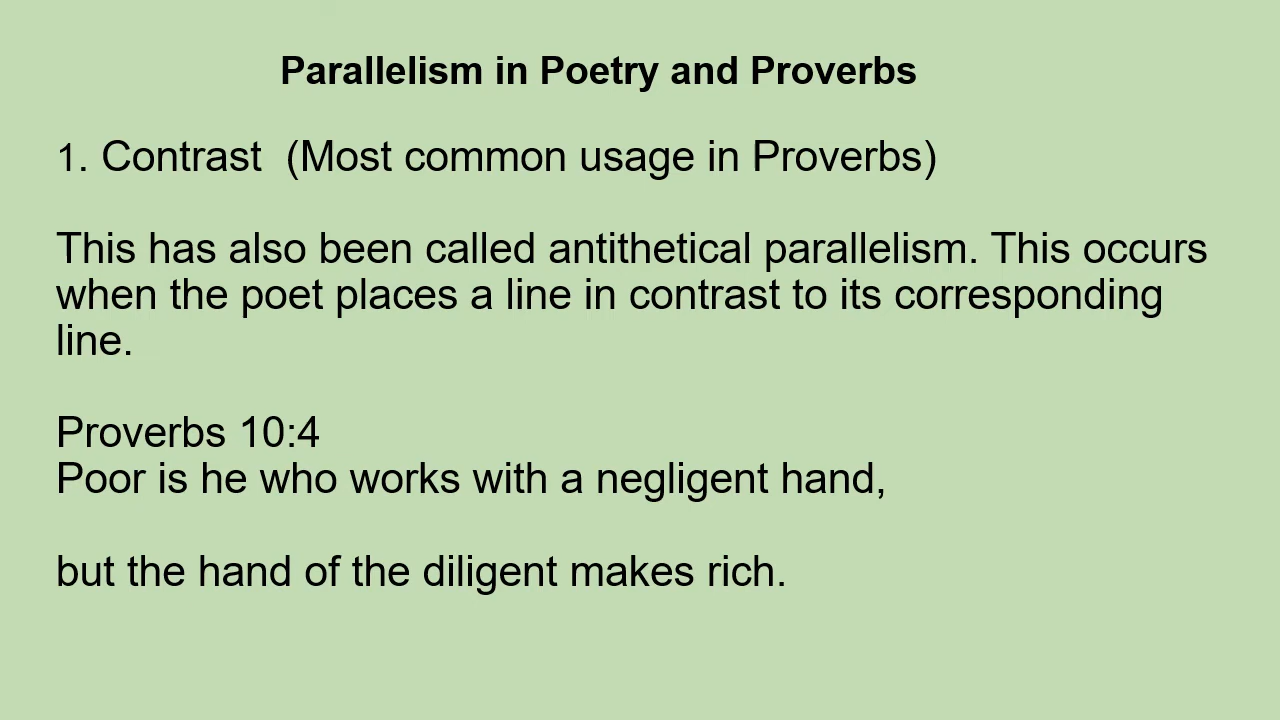 Parallelism in Poetry and Proverbs
1. Contrast  (Most common usage in Proverbs)
This has also been called antithetical parallelism. This occurs
when the poet places a line in contrast to its corresponding
line.
Proverbs 10:4
Poor is he who works with a negligent hand,
but the hand of the diligent makes rich.